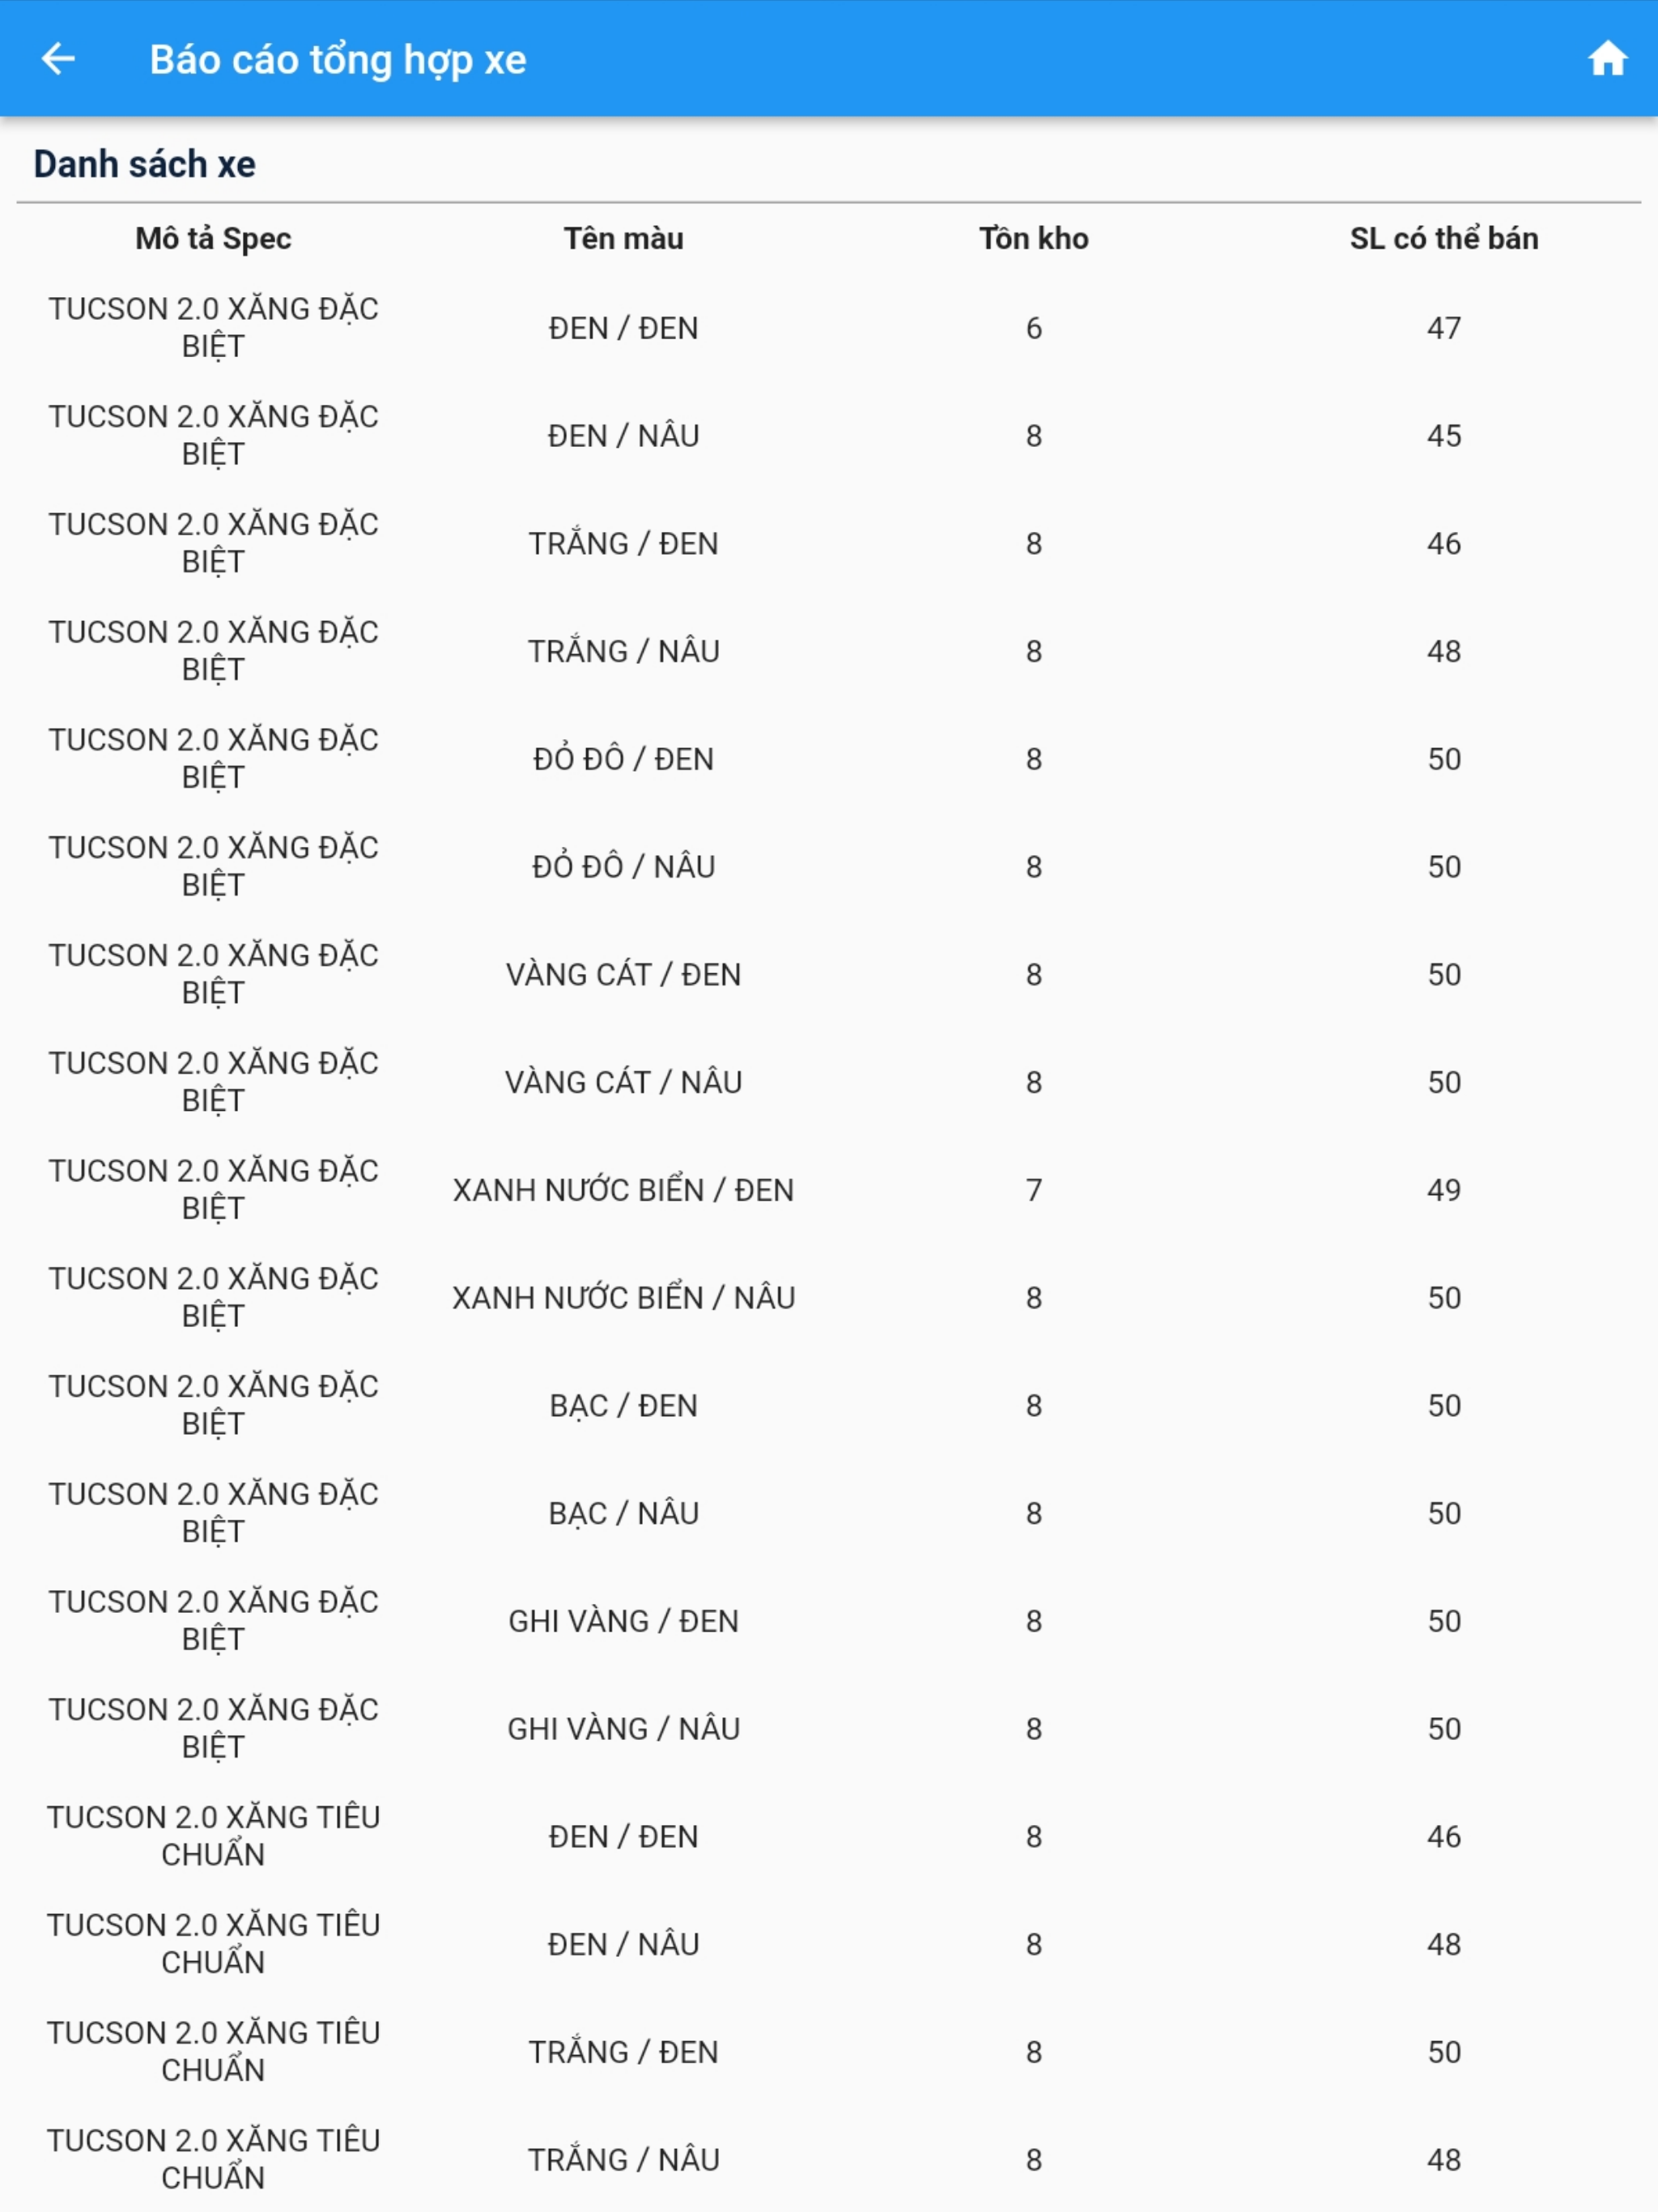 Báo cáo tổng hợp xe
Danh sách xe
Mô tả Spec Tên màu Tồn kho SL có thể bán
TUCSON 2.0 XĂNG ĐẶC
BIỆT
ĐEN / ĐEN 6 47
TUCSON 2.0 XĂNG ĐẶC
BIỆT
ĐEN / NÂU 8 45
TUCSON 2.0 XĂNG ĐẶC
BIỆT
TRẮNG / ĐEN 8 46
TUCSON 2.0 XĂNG ĐẶC
BIỆT
TRẮNG / NÂU 8 48
TUCSON 2.0 XĂNG ĐẶC
BIỆT
ĐỎ ĐÔ / ĐEN 8 50
TUCSON 2.0 XĂNG ĐẶC
BIỆT
ĐỎ ĐÔ / NÂU 8 50
TUCSON 2.0 XĂNG ĐẶC
BIỆT
VÀNG CÁT / ĐEN 8 50
TUCSON 2.0 XĂNG ĐẶC
BIỆT
VÀNG CÁT / NÂU 8 50
TUCSON 2.0 XĂNG ĐẶC
BIỆT
XANH NƯỚC BIỂN / ĐEN 7 49
TUCSON 2.0 XĂNG ĐẶC
BIỆT
XANH NƯỚC BIỂN / NÂU 8 50
TUCSON 2.0 XĂNG ĐẶC
BIỆT
BẠC / ĐEN 8 50
TUCSON 2.0 XĂNG ĐẶC
BIỆT
BẠC / NÂU 8 50
TUCSON 2.0 XĂNG ĐẶC
BIỆT
GHI VÀNG / ĐEN 8 50
TUCSON 2.0 XĂNG ĐẶC
BIỆT
GHI VÀNG / NÂU 8 50
TUCSON 2.0 XĂNG TIÊU
CHUẨN
ĐEN / ĐEN 8 46
TUCSON 2.0 XĂNG TIÊU
CHUẨN
ĐEN / NÂU 8 48
TUCSON 2.0 XĂNG TIÊU
CHUẨN
TRẮNG / ĐEN 8 50
TUCSON 2.0 XĂNG TIÊU
CHUẨN
TRẮNG / NÂU 8 48